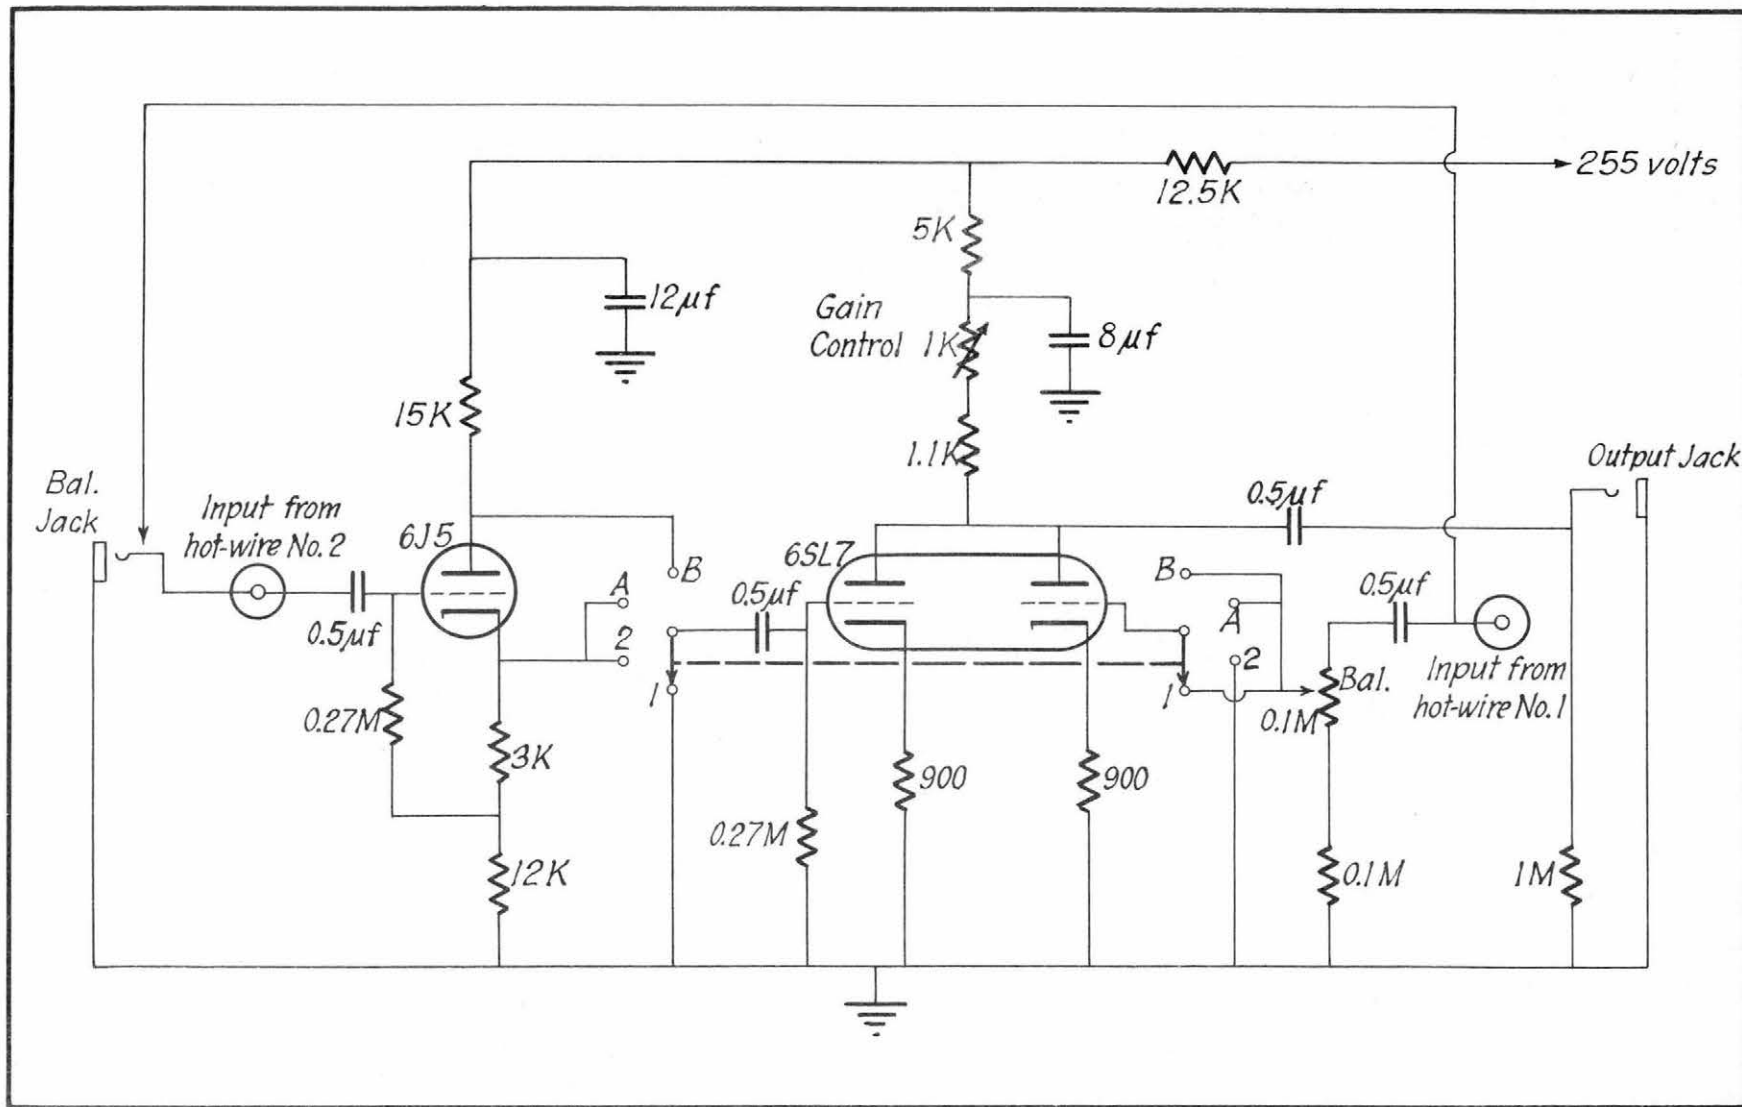 255 volts
12.5K
5K
12µf
Gain
Control 1K
8µf
15K
1.1K
Output Jack
Bal.
Jack
Input from
hot-wire No. 2
6J5
0.5µf
6SL7
B
A
2
1
0.5µf
0.5µf
B
A
2
1
0.5µf
Bal.
0.1M
Input from
hot-wire No. 1
0.27M
3K
900
900
0.27M
12K
0.1M
1M